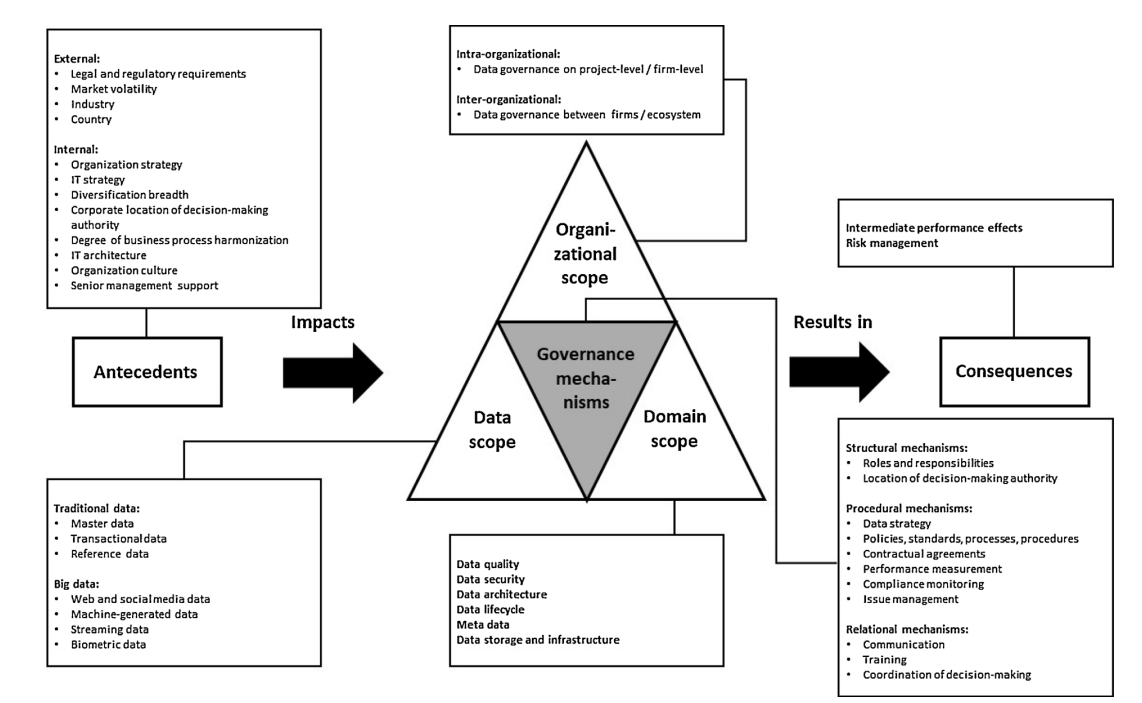 External:
• Legal and regulatory requirements
• Market volatility
• Industry
• Country
Internal:
• Organization strategy
• IT strategy
• Diversification breadth
• Corporate location of decision-making
authority
• Degree of business process harmonization
• IT architecture
• Organization culture
• Senior management support
Antecedents
Impacts
Intra-organizational:
• Data governance on project-level / firm-level
Inter-organizational:
• Data governance between firms / ecosystem
Organi-
zational
scope
Governance
mecha-
nisms
Data
scope
Domain
scope
Results in
Intermediate performance effects
Risk management
Consequences
Traditional data:
• Master data
• Transactional data
• Reference data
Big data:
• Web and social media data
• Machine-generated data
• Streaming data
• Biometric data
Data quality
Data security
Data architecture
Data lifecycle
Meta data
Data storage and infrastructure
Structural mechanisms:
• Roles and responsibilities
• Location of decision-making authority
Procedural mechanisms:
• Data strategy
• Policies, standards, processes, procedures
• Contractual agreements
• Performance measurement
• Compliance monitoring
• Issue management
Relational mechanisms:
• Communication
• Training
• Coordination of decision-making